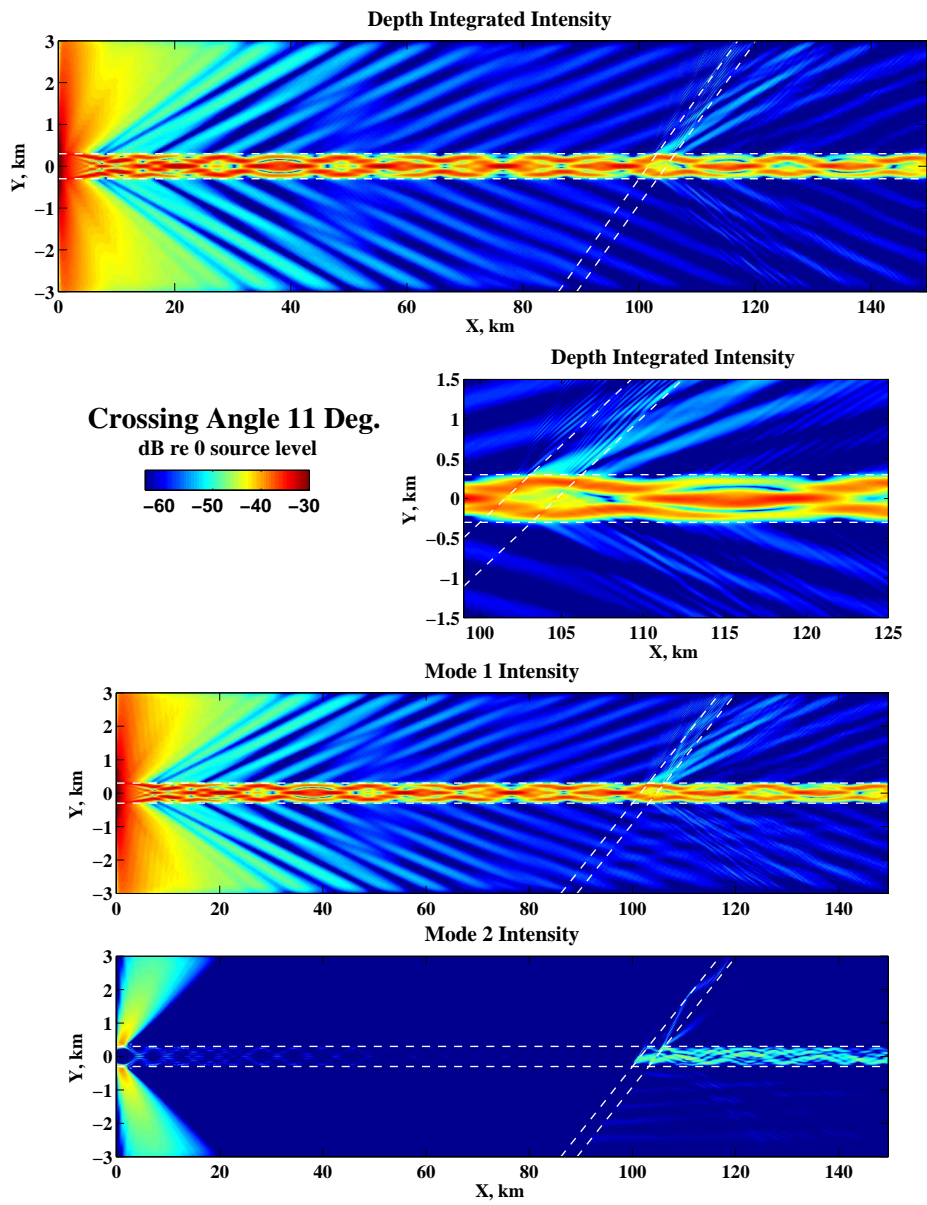 Depth Integrated Intensity
3
2
1
0
−1
−2
−3
Y, km
0 20 40 60 80 100 120 140
X, km
Depth Integrated Intensity
Crossing Angle 11 Deg.
dB re 0 source level
−60 −50 −40 −30
1.5
1
0.5
0
−0.5
−1
−1.5
Y, km
100 105 110 115 120 125
X, km
Mode 1 Intensity
3
2
1
0
−1
−2
−3
Y, km
0 20 40 60 80 100 120 140
Mode 2 Intensity
3
2
1
0
−1
−2
−3
Y, km
0 20 40 60 80 100 120 140
X, km